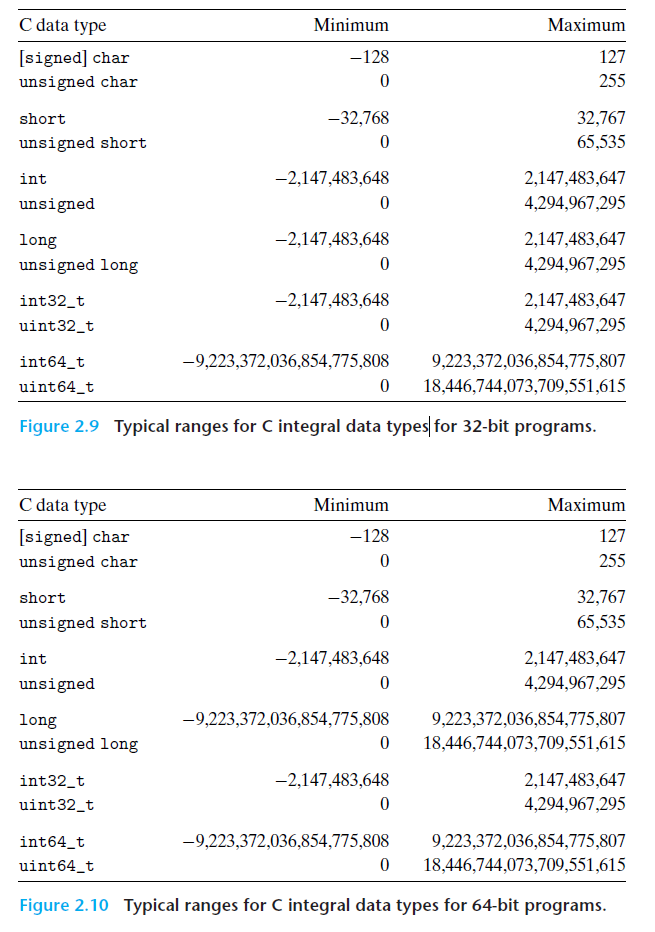 C data type Minimum Maximum
[signed] char −128 127
unsigned char 0 255
short −32,768 32,767
unsigned short 0 65,535
int −2,147,483,648 2,147,483,647
unsigned 0 4,294,967,295
long −2,147,483,648 2,147,483,647
unsigned long 0 4,294,967,295
int32_t −2,147,483,648 2,147,483,647
uint32_t 0 4,294,967,295
int64_t −9,223,372,036,854,775,808 9,223,372,036,854,775,807
uint64_t 0 18,446,744,073,709,551,615
Figure 2.9 Typical ranges for C integral data types for 32-bit programs.
C data type Minimum Maximum
[signed] char −128 127
unsigned char 0 255
short −32,768 32,767
unsigned short 0 65,535
int −2,147,483,648 2,147,483,647
unsigned 0 4,294,967,295
long −9,223,372,036,854,775,808 9,223,372,036,854,775,807
unsigned long 0 18,446,744,073,709,551,615
int32_t −2,147,483,648 2,147,483,647
uint32_t 0 4,294,967,295
int64_t −9,223,372,036,854,775,808 9,223,372,036,854,775,807
uint64_t 0 18,446,744,073,709,551,615
Figure 2.10 Typical ranges for C integral data types for 64-bit programs.